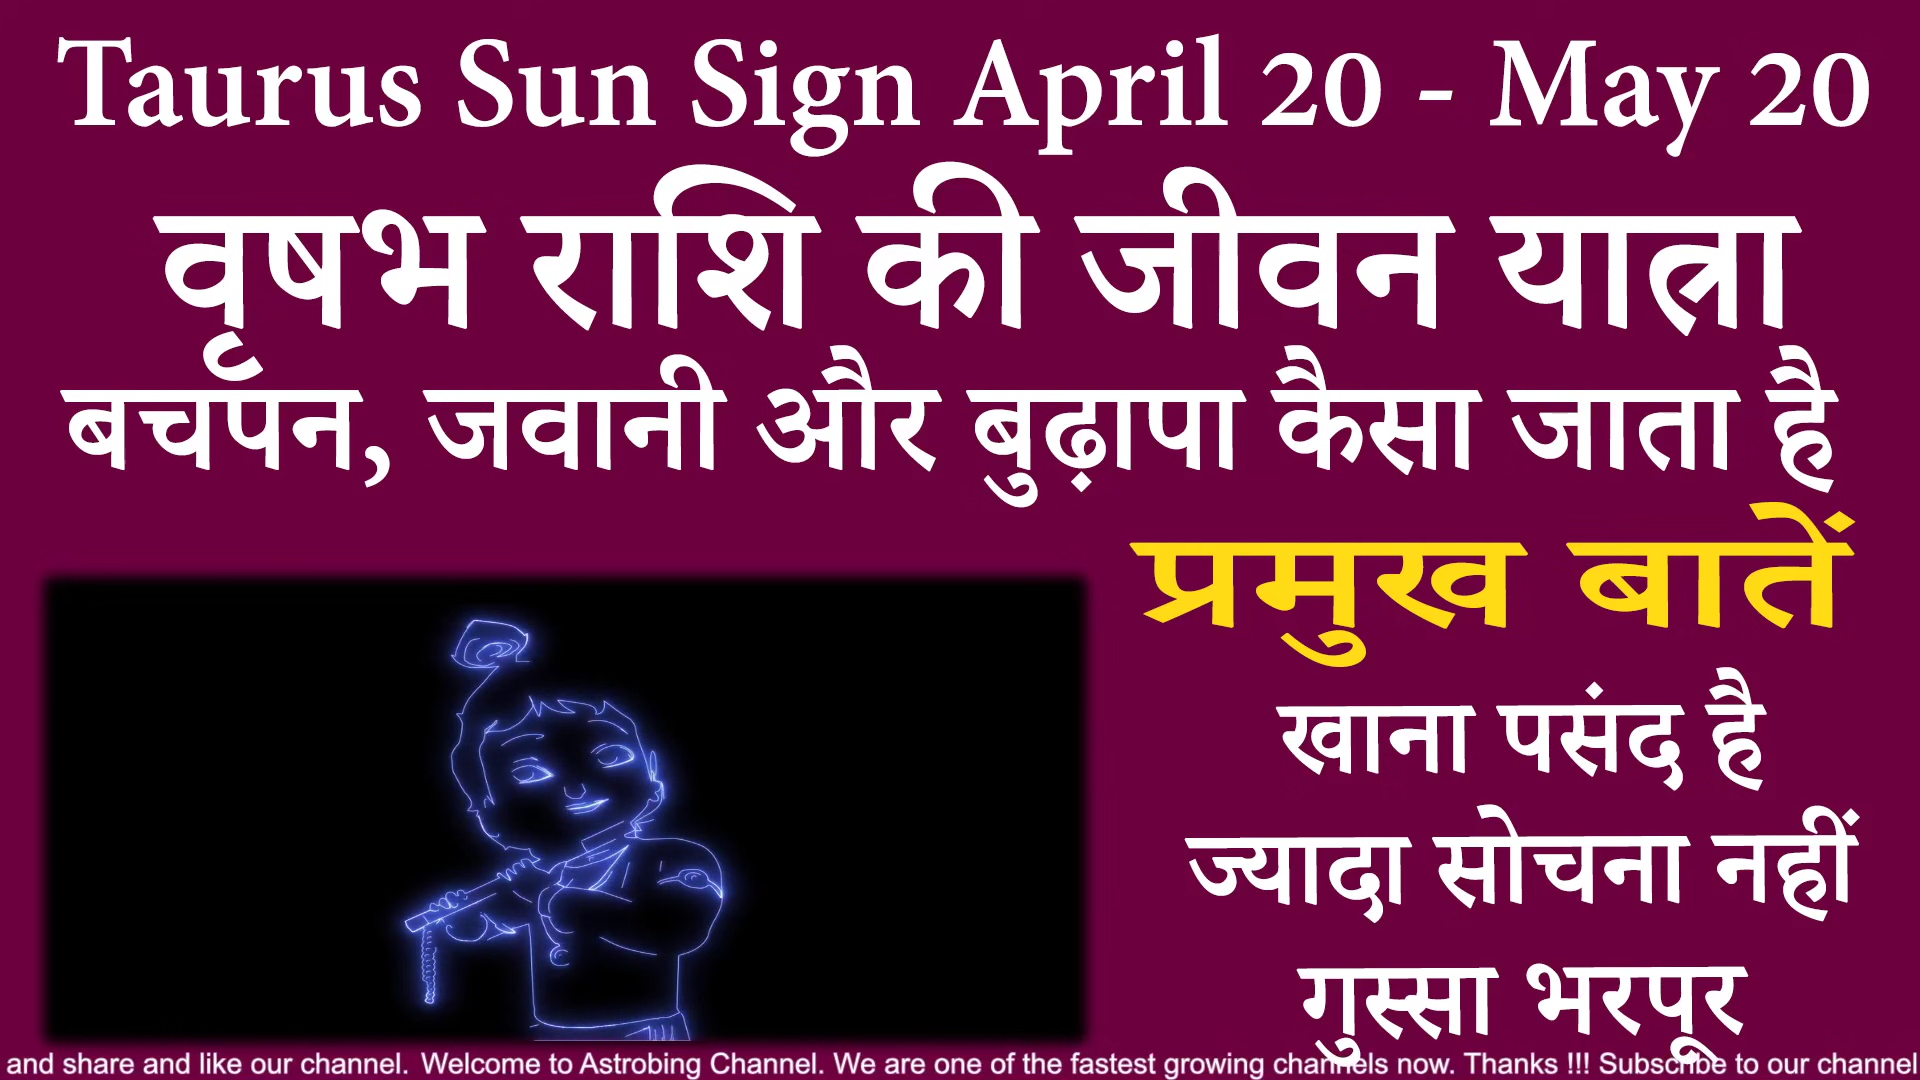 Taurus Sun Sign April 20 - May 20
वृषभ राशि की जीवन यात्रा
बचपन, जवानी और बुढ़ापा कैसा जाता है
प्रमुख बातें
खाना पसंद है
ज्यादा सोचना नहीं
गुस्सा भरपूर
and share and like our channel. Welcome to Astrobing Channel. We are one of the fastest growing channels now. Thanks !!! Subscribe to our channel